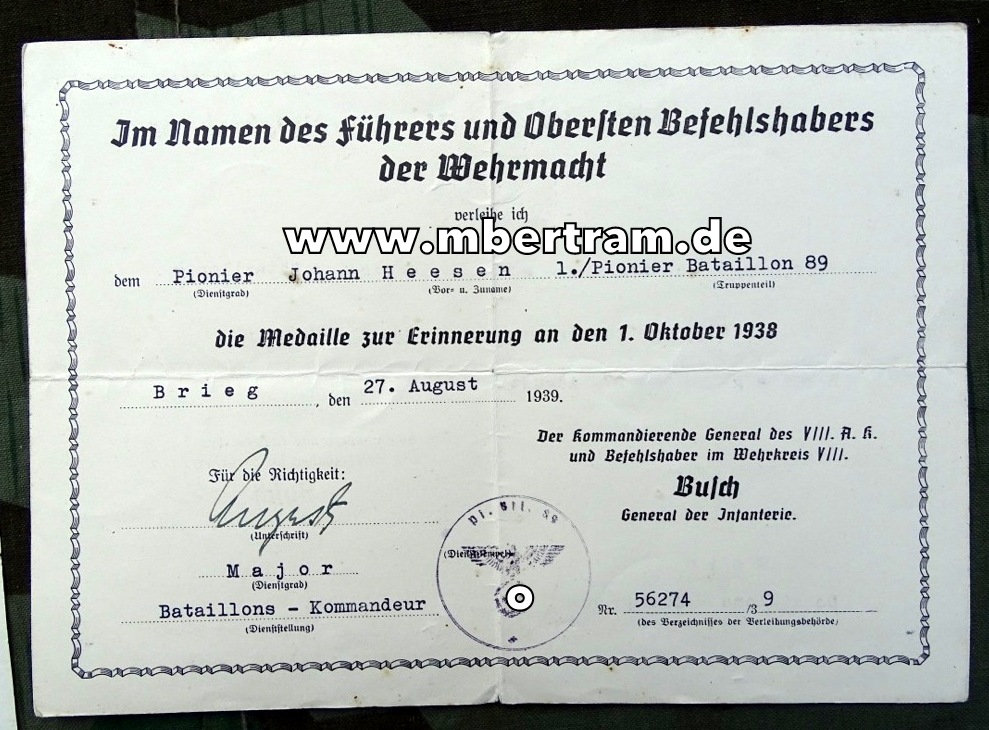 Im Namen des Führers und Obersten Befehlshabers
der Wehrmacht
verleihe ich
www.mbertram.de
dem Pionier Johann Heesen 1./Pionier Bataillon 89
(Dienstgrad) (Vor= u. Zuname) (Truppenteil)
die Medaille zur Erinnerung an den 1. Oktober 1938
Brieg, den 27. August 1939.
Der Kommandierende General des VIII. A. K.
und Befehlshaber im Wehrkreis VIII.
Busch
General der Infanterie.
Für die Richtigkeit:
(Unterschrift)
Major
(Dienstgrad)
Bataillons - Kommandeur
(Dienststellung)
Pi. Btl. 89
(Dienststempel)
Nr. 56274 /39
(des Verzeichnisses der Verleihungsbehörde)